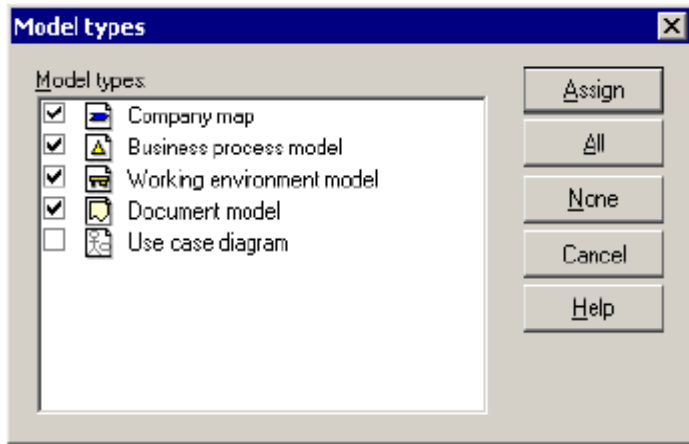 Model types
Model types:
Company map
Business process model
Working environment model
Document model
Use case diagram
Assign
All
None
Cancel
Help